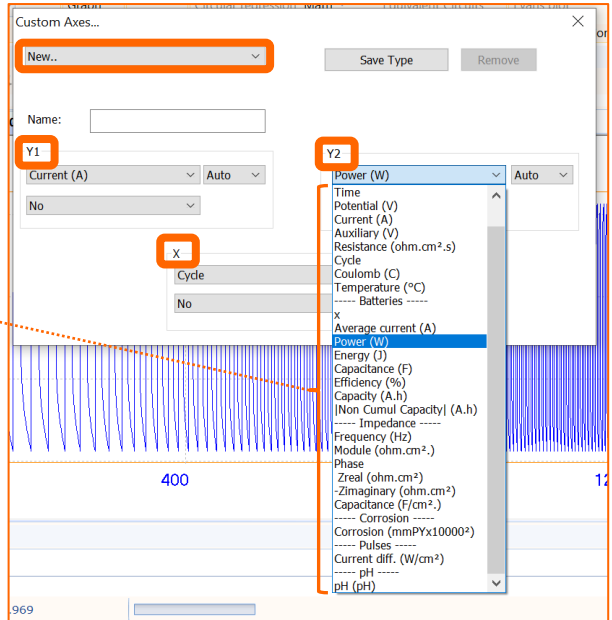 Custom Axes...
New..
Save Type
Remove
Name:
Y1
Current (A)
Auto
No
Y2
Power (W)
Auto
X
Cycle
No
Time
Potential (V)
Current (A)
Auxiliary (V)
Resistance (ohm.cm².s)
Cycle
Coulomb (C)
Temperature (°C)
----- Batteries -----
x
Average current (A)
Power (W)
Energy (J)
Capacitance (F)
Efficiency (%)
Capacity (A.h)
|Non Cumul Capacity| (A.h)
----- Impedance -----
Frequency (Hz)
Module (ohm.cm².)
Phase
Zreal (ohm.cm²)
-Zimaginary (ohm.cm²)
Capacitance (F/cm².)
----- Corrosion -----
Corrosion (mmPYx10000²)
----- Pulses -----
Current diff. (W/cm²)
----- pH -----
pH (pH)
400
.969